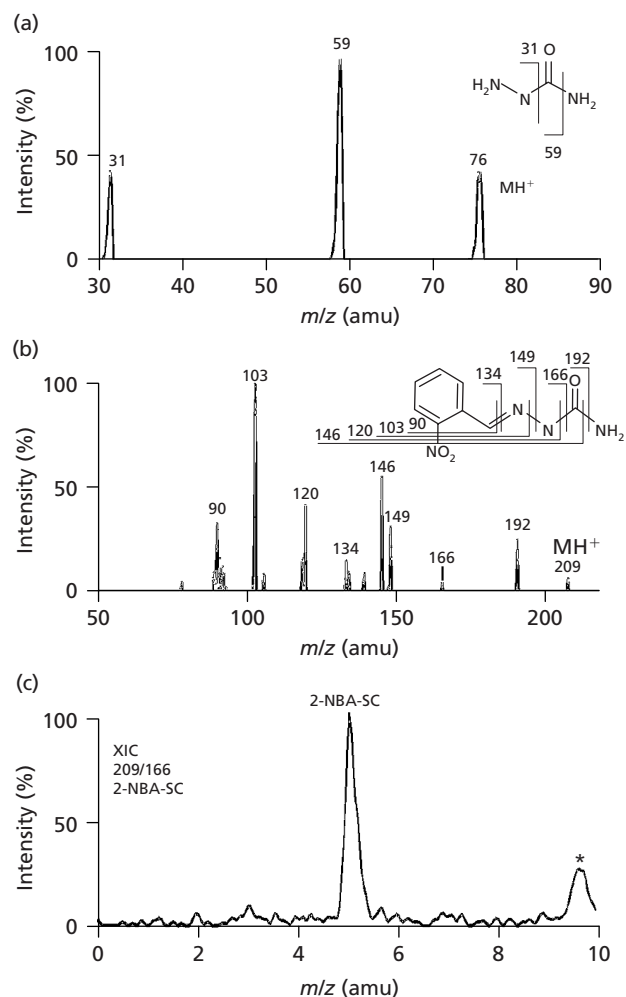 (a)
100
50
0
Intensity (%)
31
59
76
MH⁺
31
O
H₂N
N
NH₂
59
30 40 50 60 70 80 90
m/z (amu)
(b)
100
50
0
Intensity (%)
90
103
120
134
146
149
166
192
MH⁺
209
134
149
166
192
O
N
N
NH₂
NO₂
146 120 103 90
50 100 150 200
m/z (amu)
(c)
2-NBA-SC
100
50
0
Intensity (%)
XIC
209/166
2-NBA-SC
*
0 2 4 6 8 10
m/z (amu)